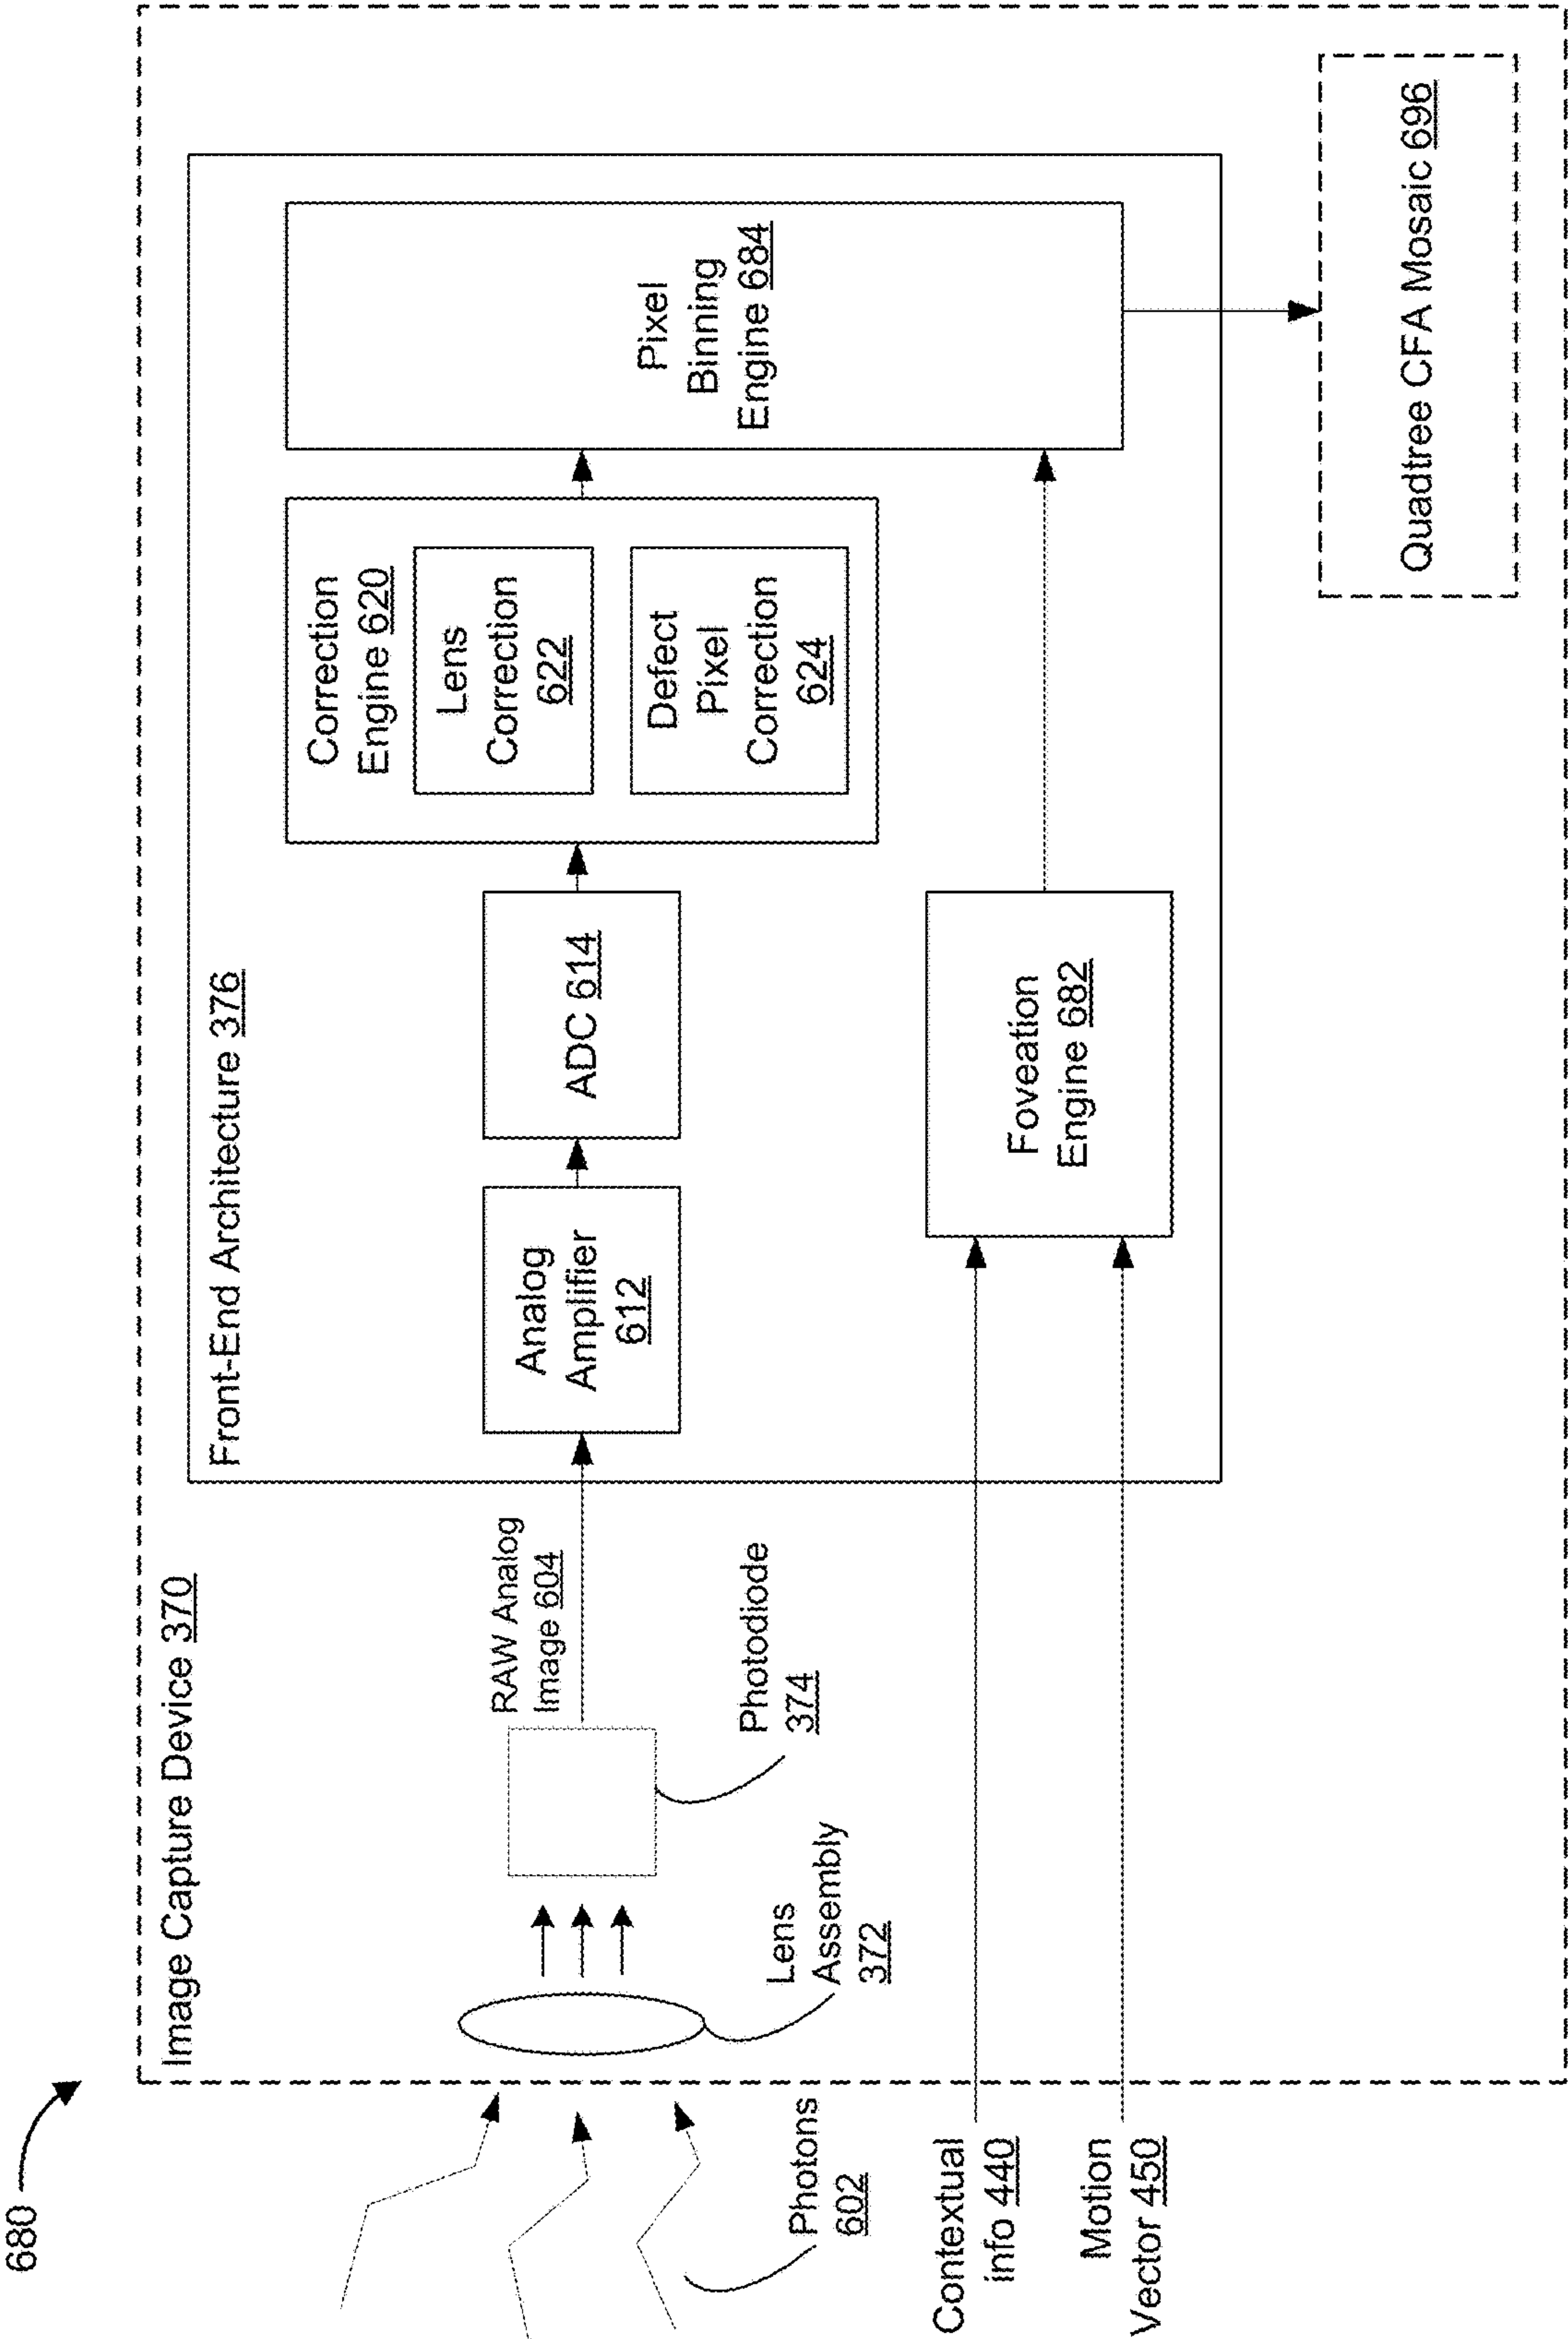 680
Image Capture Device 370
Front-End Architecture 376
RAW Analog
Image 604
Photons
602
Lens
Assembly
372
Photodiode
374
Analog
Amplifier
612
ADC 614
Correction
Engine 620
Lens
Correction
622
Defect
Pixel
Correction
624
Pixel
Binning
Engine 684
Contextual
info 440
Motion
Vector 450
Foveation
Engine 682
Quadtree CFA Mosaic 696